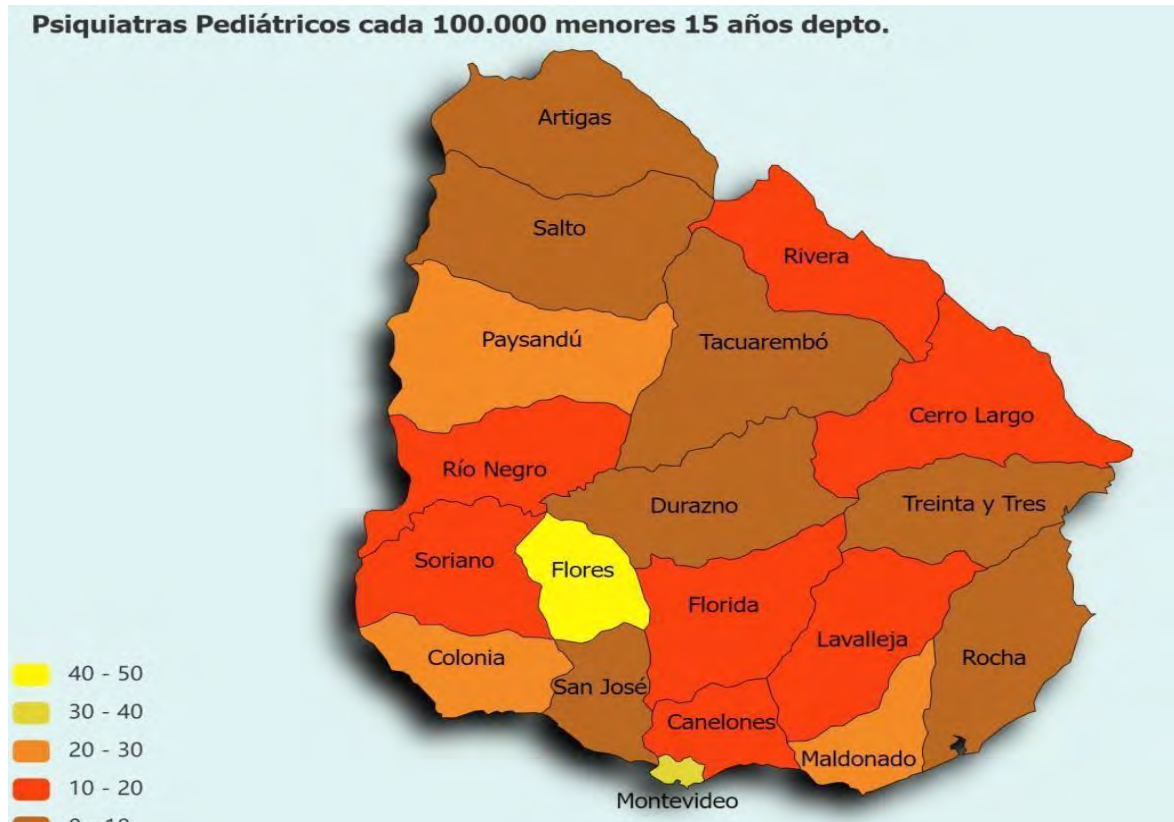 Psiquiatras Pediátricos cada 100.000 menores 15 años depto.
Artigas
Salto
Rivera
Paysandú
Tacuarembó
Cerro Largo
Río Negro
Durazno
Treinta y Tres
Soriano
Flores
Florida
Lavalleja
Colonia
San José
Rocha
Canelones
Maldonado
Montevideo
40 - 50
30 - 40
20 - 30
10 - 20
0 - 10